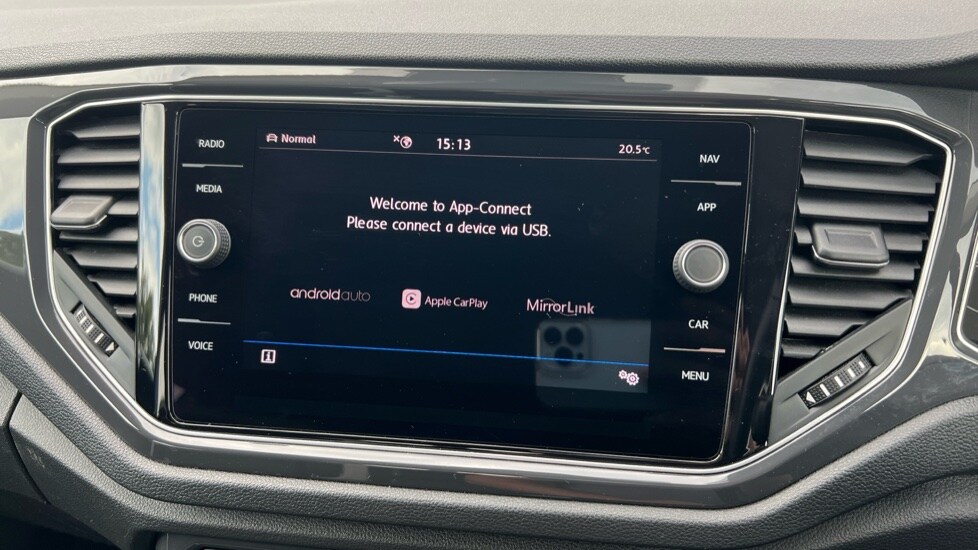 RADIO
MEDIA
PHONE
VOICE
Normal
15:13
20.5°C
Welcome to App-Connect
Please connect a device via USB.
androidauto
Apple CarPlay
MirrorLink
NAV
APP
CAR
MENU